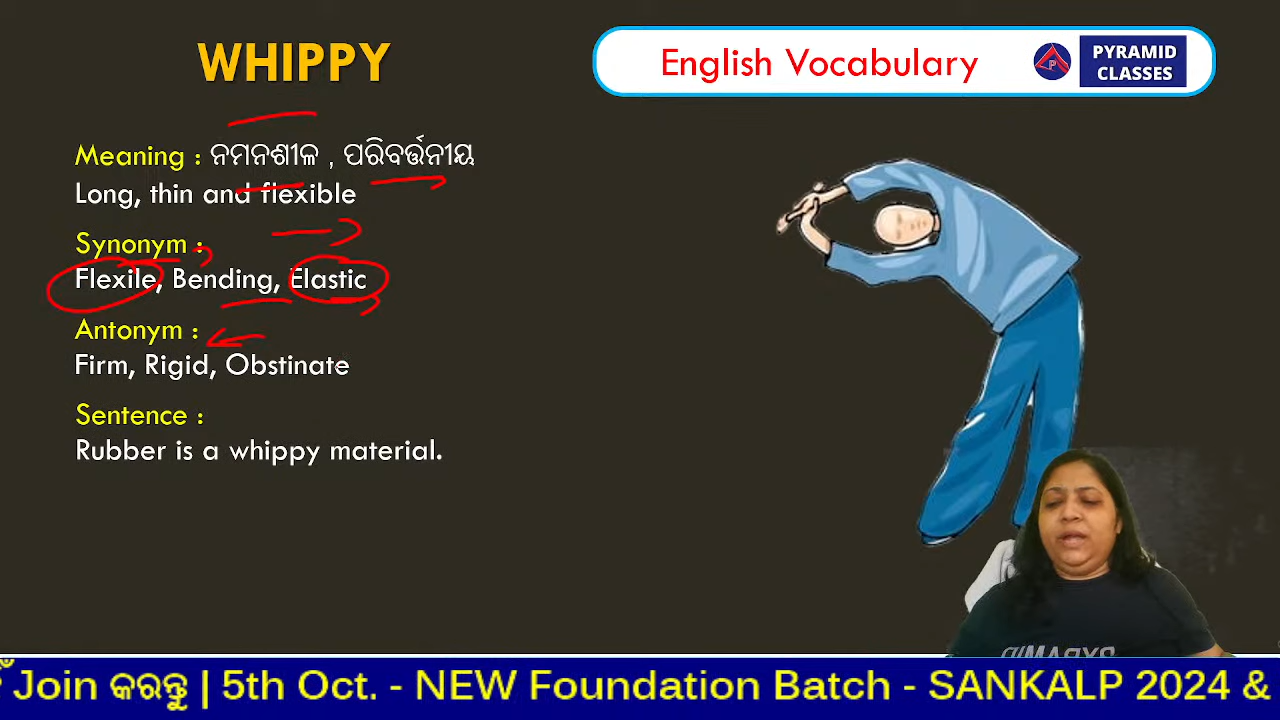 WHIPPY
English Vocabulary
PYRAMID
CLASSES
Meaning : ନମନଶୀଳ , ପରିବର୍ତ୍ତନୀୟ
Long, thin and flexible
Synonym :
Flexile, Bending, Elastic
Antonym :
Firm, Rigid, Obstinate
Sentence :
Rubber is a whippy material.
Join କରନ୍ତୁ | 5th Oct. - NEW Foundation Batch - SANKALP 2024 &